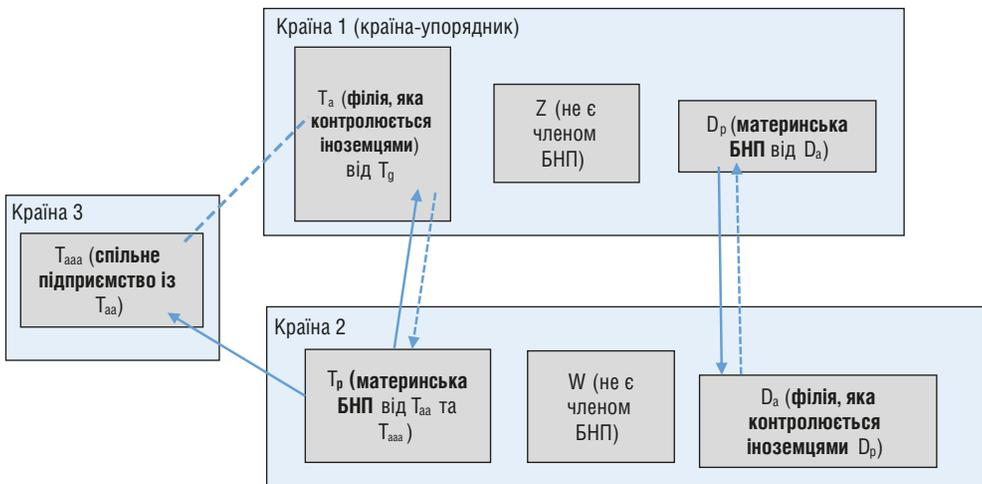 Країна 1 (країна-упорядник)
Tₐ (філія, яка
контролюється
іноземцями)
від T₉
Z (не є
членом
БНП)
Dₚ (материнська
БНП від Dₐ)
Країна 3
Tₐₐₐ (спільне
підприємство із
Tₐₐ)
Країна 2
Tₚ (материнська
БНП від Tₐₐ та
Tₐₐₐ)
W (не є
членом
БНП)
Dₐ (філія, яка
контролюється
іноземцями Dₚ)